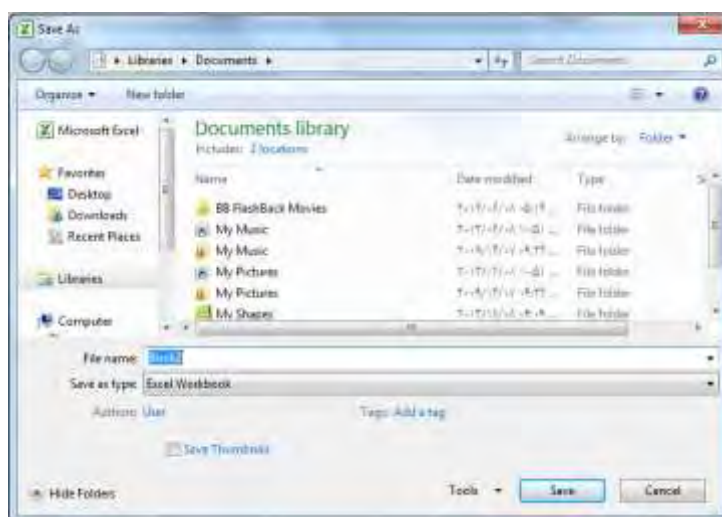 Save As
Libraries ▸ Documents ▸
Search Documents
Organize
New folder
Microsoft Excel
Favorites
Desktop
Downloads
Recent Places
Libraries
Computer
Documents library
Includes: 2 locations
Arrange by: Folder
Name
Date modified
Type
S
BB FlashBack Movies
File folder
My Music
File folder
My Music
File folder
My Pictures
File folder
My Pictures
File folder
My Shapes
File folder
File name: Book2
Save as type: Excel Workbook
Authors: User
Tags: Add a tag
Save Thumbnail
Hide Folders
Tools
Save
Cancel